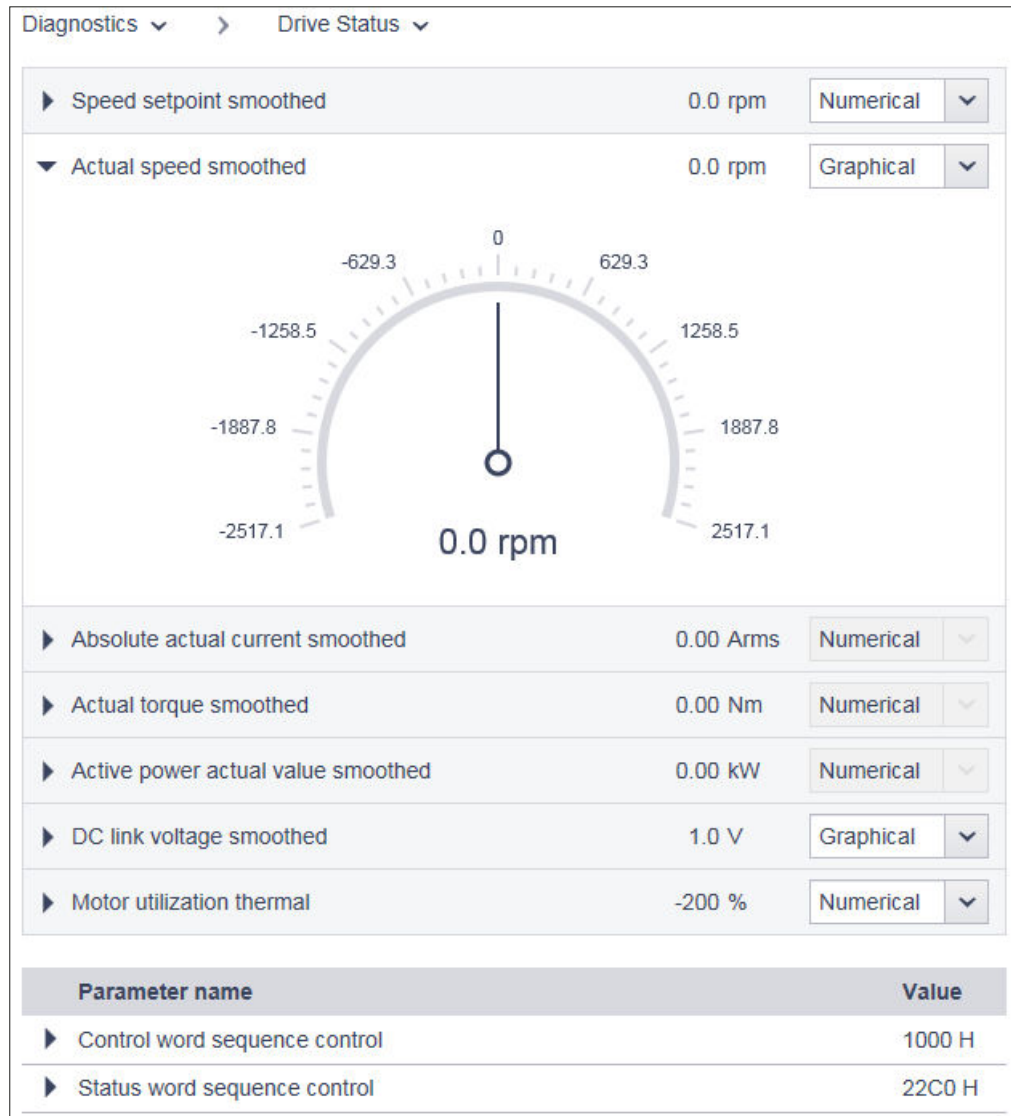 Diagnostics > Drive Status
Speed setpoint smoothed 0.0 rpm Numerical
Actual speed smoothed 0.0 rpm Graphical
0
-629.3 629.3
-1258.5 1258.5
-1887.8 1887.8
-2517.1 2517.1
0.0 rpm
Absolute actual current smoothed 0.00 Arms Numerical
Actual torque smoothed 0.00 Nm Numerical
Active power actual value smoothed 0.00 kW Numerical
DC link voltage smoothed 1.0 V Graphical
Motor utilization thermal -200 % Numerical
Parameter name Value
Control word sequence control 1000 H
Status word sequence control 22C0 H